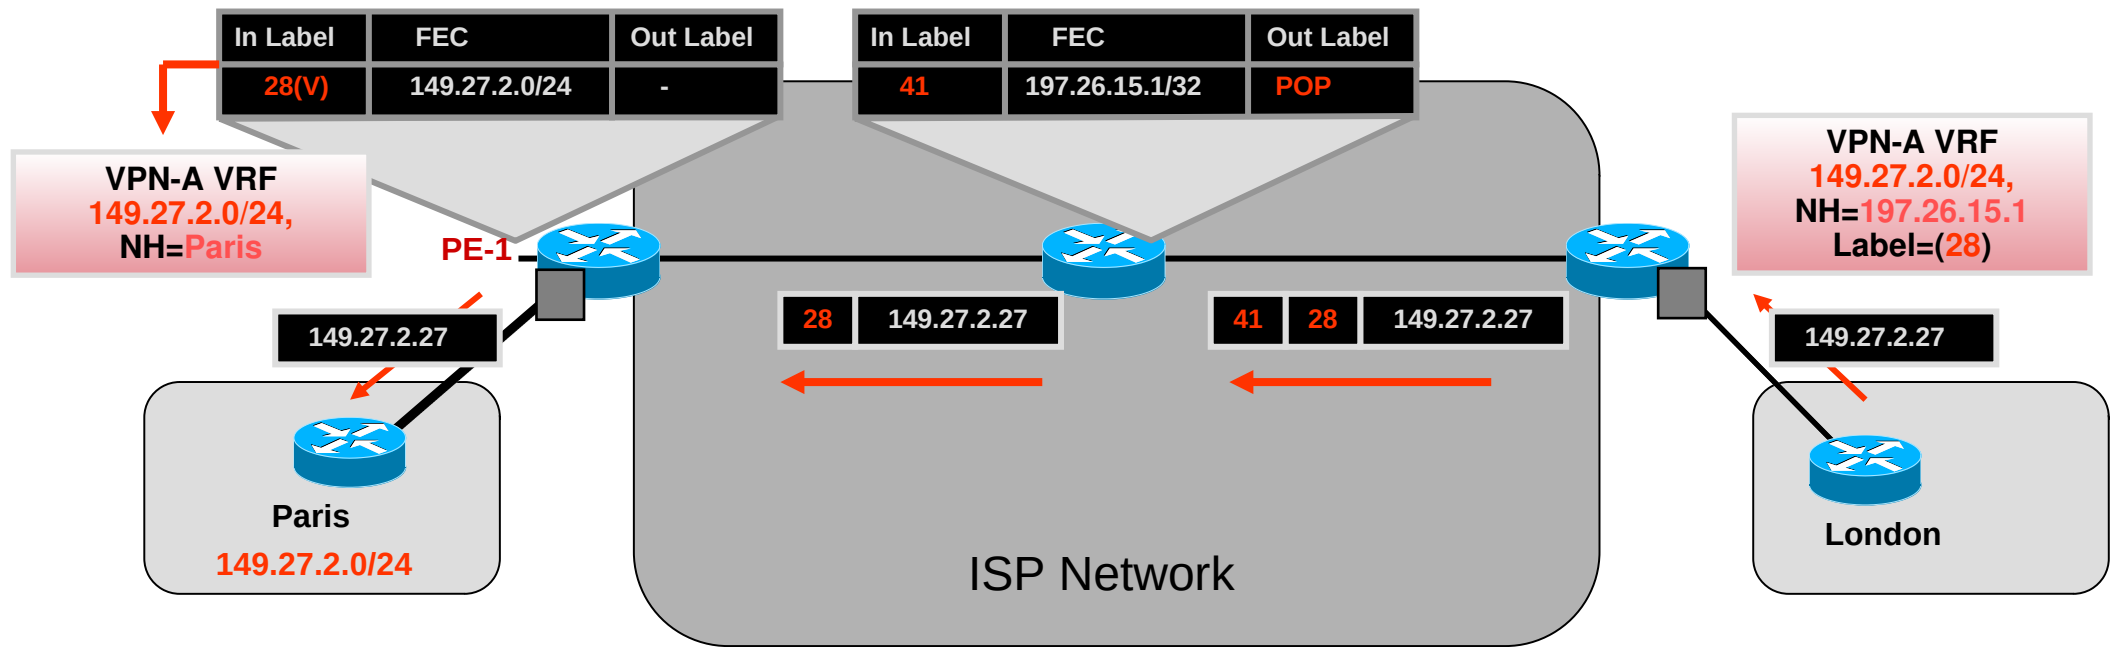 In Label FEC Out Label
28(V) 149.27.2.0/24 -
In Label FEC Out Label
41 197.26.15.1/32 POP
VPN-A VRF
149.27.2.0/24,
NH=Paris
VPN-A VRF
149.27.2.0/24,
NH=197.26.15.1
Label=(28)
PE-1
149.27.2.27
28 149.27.2.27
41 28 149.27.2.27
149.27.2.27
Paris
149.27.2.0/24
ISP Network
London